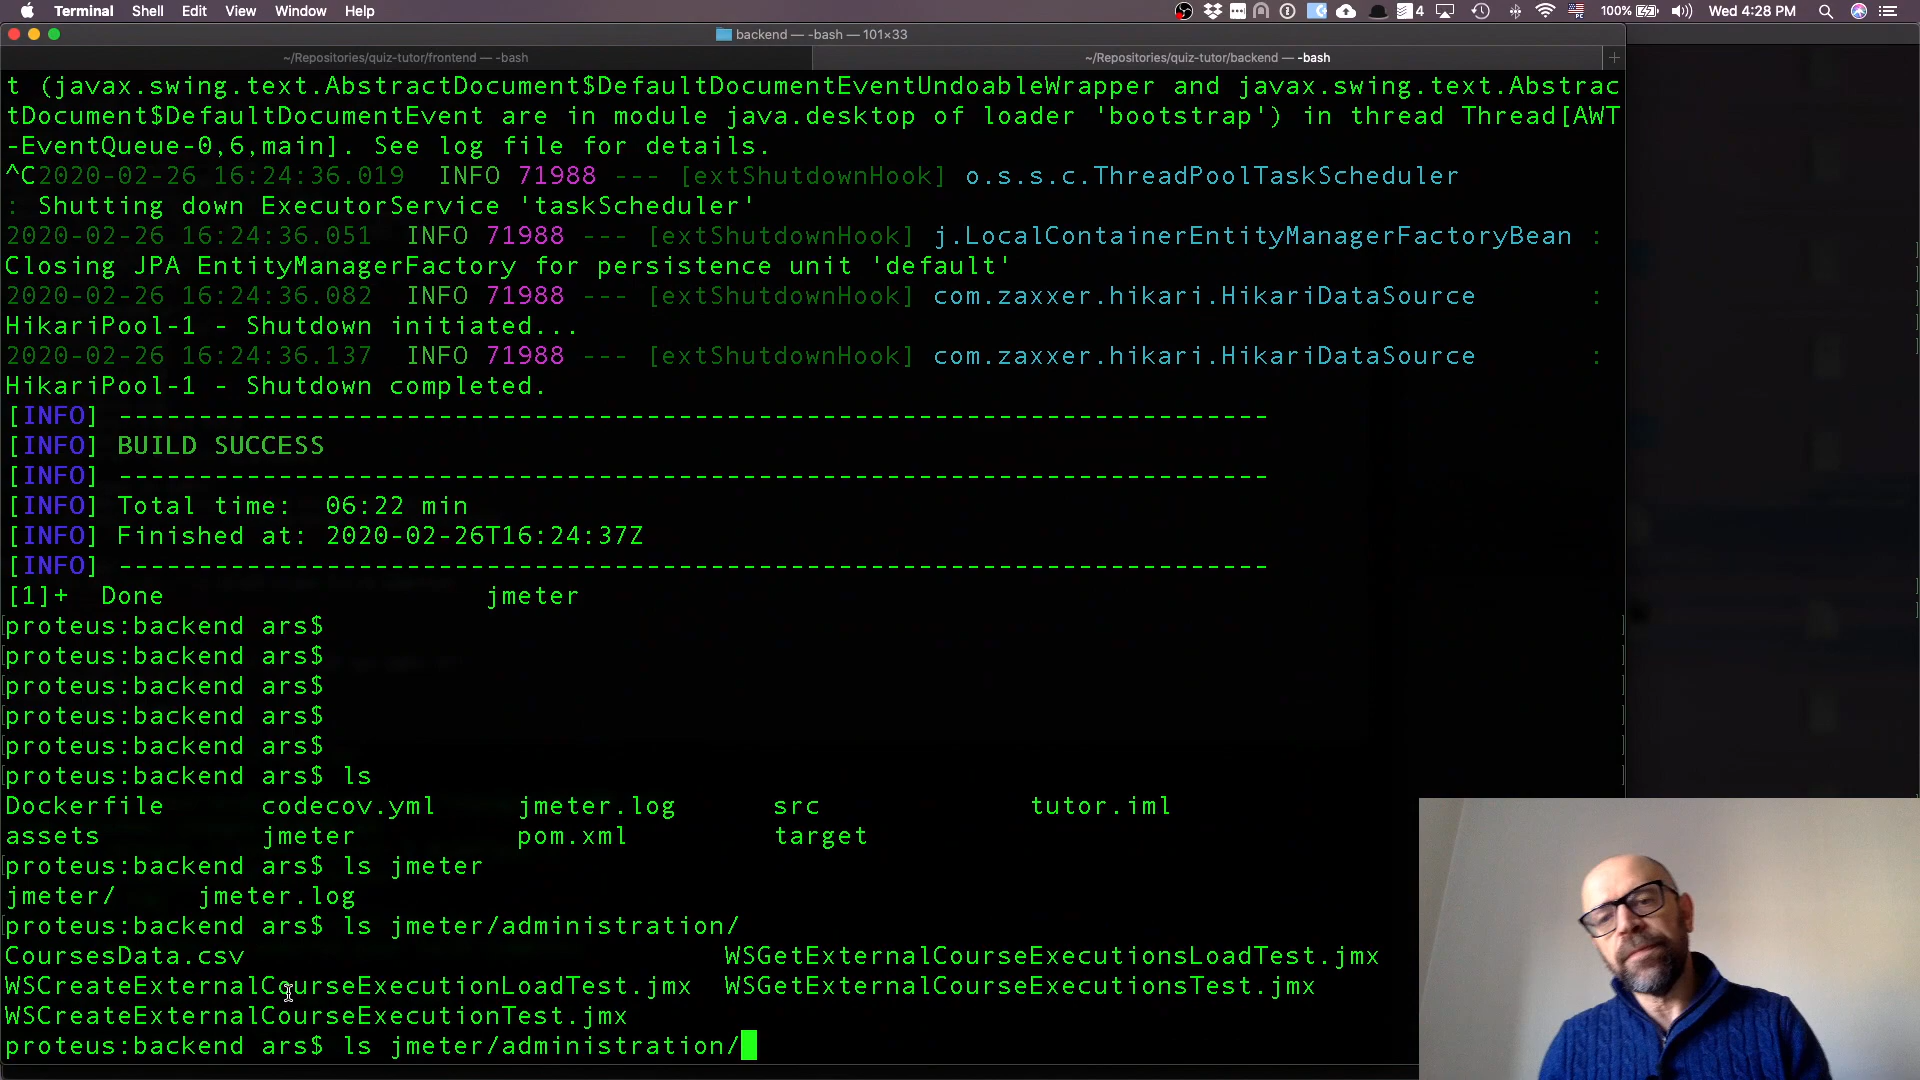 Terminal Shell Edit View Window Help 4 100% Wed 4:28 PM
backend — -bash — 101×33
~/Repositories/quiz-tutor/frontend — -bash ~/Repositories/quiz-tutor/backend — -bash +
t (javax.swing.text.AbstractDocument$DefaultDocumentEventUndoableWrapper and javax.swing.text.Abstrac
tDocument$DefaultDocumentEvent are in module java.desktop of loader 'bootstrap') in thread Thread[AWT
-EventQueue-0,6,main]. See log file for details.
^C2020-02-26 16:24:36.019  INFO 71988 --- [extShutdownHook] o.s.s.c.ThreadPoolTaskScheduler
: Shutting down ExecutorService 'taskScheduler'
2020-02-26 16:24:36.051  INFO 71988 --- [extShutdownHook] j.LocalContainerEntityManagerFactoryBean :
Closing JPA EntityManagerFactory for persistence unit 'default'
2020-02-26 16:24:36.082  INFO 71988 --- [extShutdownHook] com.zaxxer.hikari.HikariDataSource       :
HikariPool-1 - Shutdown initiated...
2020-02-26 16:24:36.137  INFO 71988 --- [extShutdownHook] com.zaxxer.hikari.HikariDataSource       :
HikariPool-1 - Shutdown completed.
[INFO] ------------------------------------------------------------------------
[INFO] BUILD SUCCESS
[INFO] ------------------------------------------------------------------------
[INFO] Total time:  06:22 min
[INFO] Finished at: 2020-02-26T16:24:37Z
[INFO] ------------------------------------------------------------------------
[1]+  Done                    jmeter
proteus:backend ars$
proteus:backend ars$
proteus:backend ars$
proteus:backend ars$
proteus:backend ars$
proteus:backend ars$ ls
Dockerfile      codecov.yml     jmeter.log      src             tutor.iml
assets          jmeter          pom.xml         target
proteus:backend ars$ ls jmeter
jmeter/     jmeter.log
proteus:backend ars$ ls jmeter/administration/
CoursesData.csv                              WSGetExternalCourseExecutionsLoadTest.jmx
WSCreateExternalCourseExecutionLoadTest.jmx  WSGetExternalCourseExecutionsTest.jmx
WSCreateExternalCourseExecutionTest.jmx
proteus:backend ars$ ls jmeter/administration/